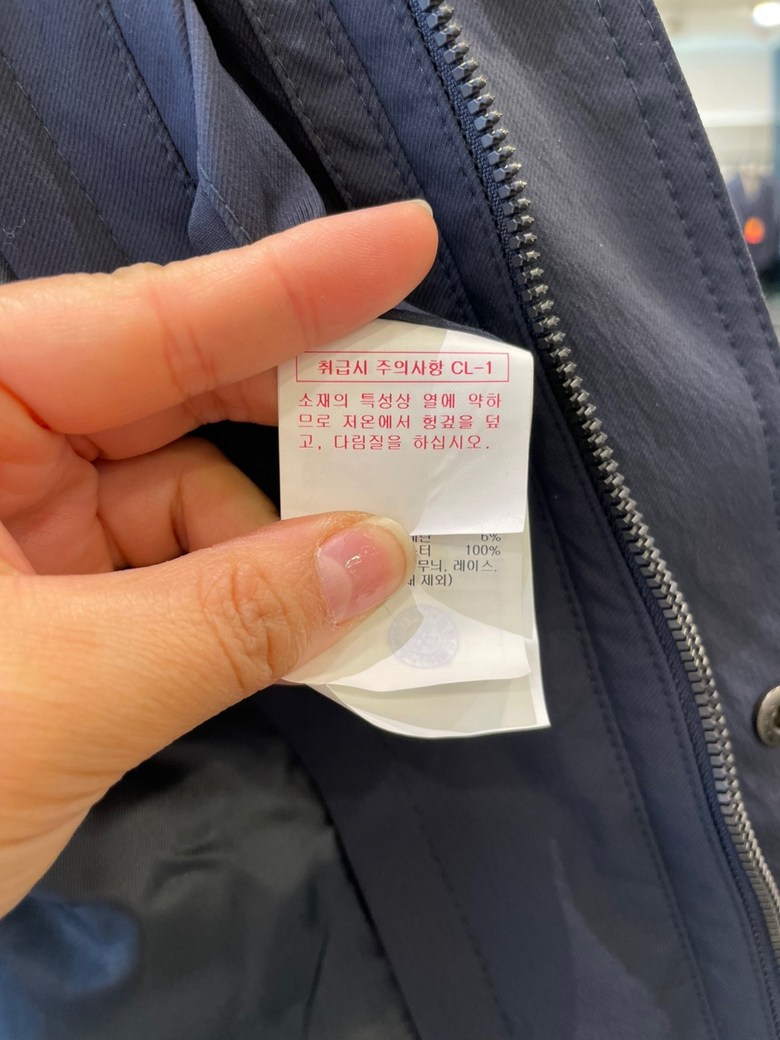 취급시 주의사항 CL-1
소재의 특성상 열에 약하
므로 저온에서 헝겊을 덮
고, 다림질을 하십시오.
6%
100%
무늬, 레이스,
제외)